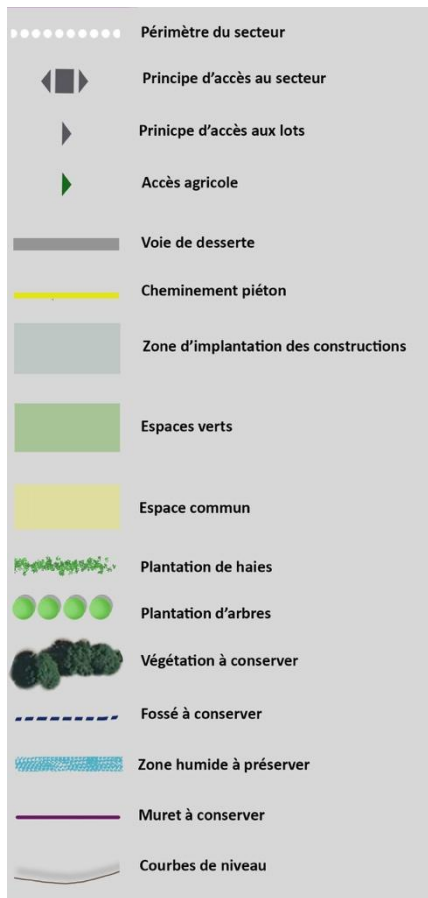 Périmètre du secteur
Principe d'accès au secteur
Prinicpe d'accès aux lots
Accès agricole
Voie de desserte
Cheminement piéton
Zone d'implantation des constructions
Espaces verts
Espace commun
Plantation de haies
Plantation d'arbres
Végétation à conserver
Fossé à conserver
Zone humide à préserver
Muret à conserver
Courbes de niveau